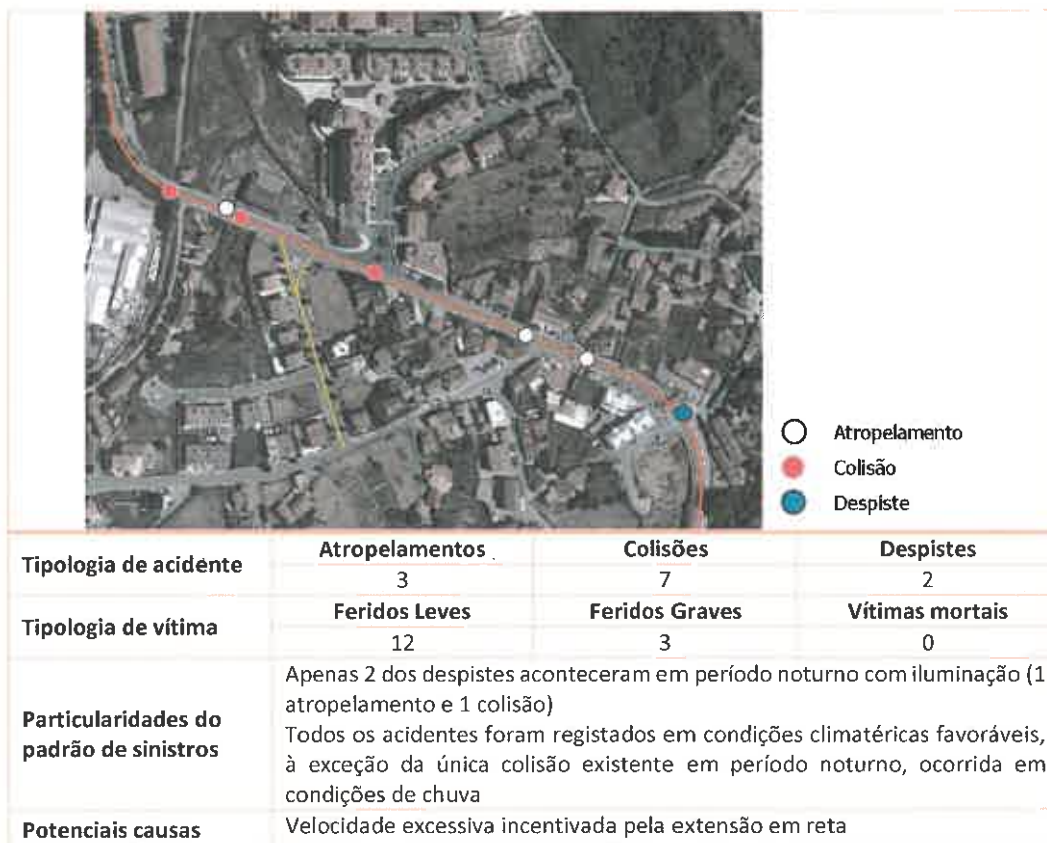 Atropelamento
Colisão
Despiste
Tipologia de acidente
Atropelamentos
Colisões
Despistes
3
7
2
Tipologia de vítima
Feridos Leves
Feridos Graves
Vítimas mortais
12
3
0
Particularidades do
padrão de sinistros
Apenas 2 dos despistes aconteceram em período noturno com iluminação (1
atropelamento e 1 colisão)
Todos os acidentes foram registados em condições climatéricas favoráveis,
à exceção da única colisão existente em período noturno, ocorrida em
condições de chuva
Potenciais causas
Velocidade excessiva incentivada pela extensão em reta